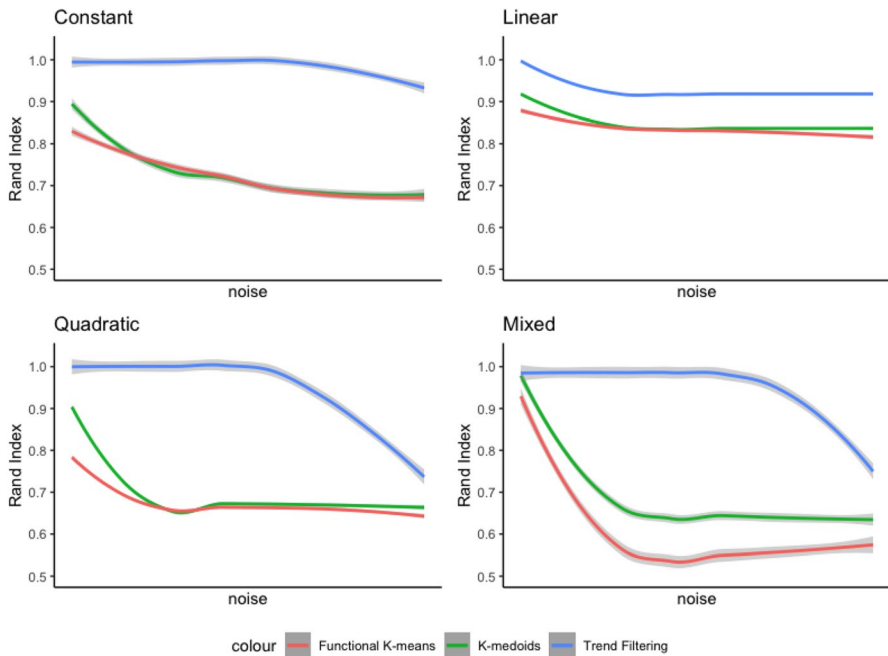 Constant
1.0
0.9
0.8
0.7
0.6
0.5
Rand Index
noise
Linear
1.0
0.9
0.8
0.7
0.6
0.5
Rand Index
noise
Quadratic
1.0
0.9
0.8
0.7
0.6
0.5
Rand Index
noise
Mixed
1.0
0.9
0.8
0.7
0.6
0.5
Rand Index
noise
colour Functional K-means K-medoids Trend Filtering